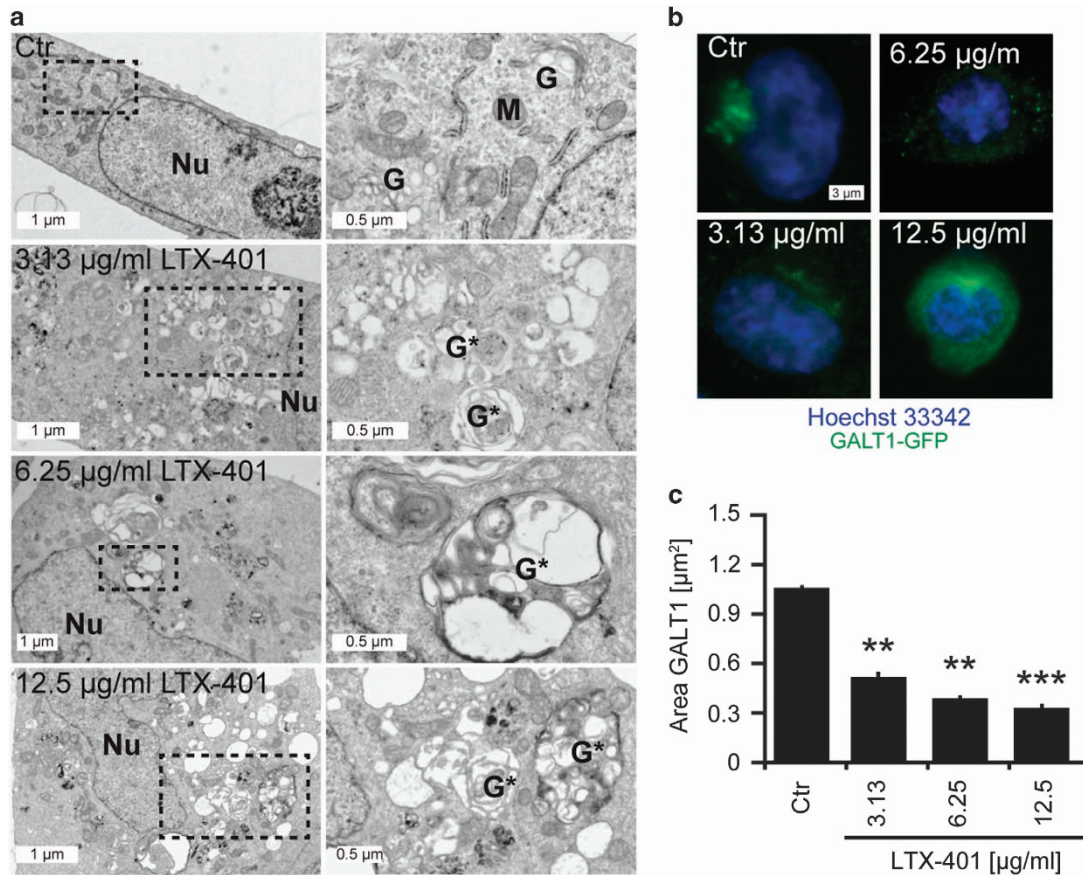 a
Ctr
Nu
1 µm
G
M
G
0.5 µm
3.13 µg/ml LTX-401
Nu
1 µm
G*
G*
0.5 µm
6.25 µg/ml LTX-401
Nu
1 µm
G*
0.5 µm
12.5 µg/ml LTX-401
Nu
1 µm
G*
G*
0.5 µm
b
Ctr
3 µm
6.25 µg/m
3.13 µg/ml
12.5 µg/ml
Hoechst 33342
GALT1-GFP
c
Area GALT1 [µm²]
1.5
1.2
0.9
0.6
0.3
0
**
**
***
Ctr
3.13
6.25
12.5
LTX-401 [µg/ml]